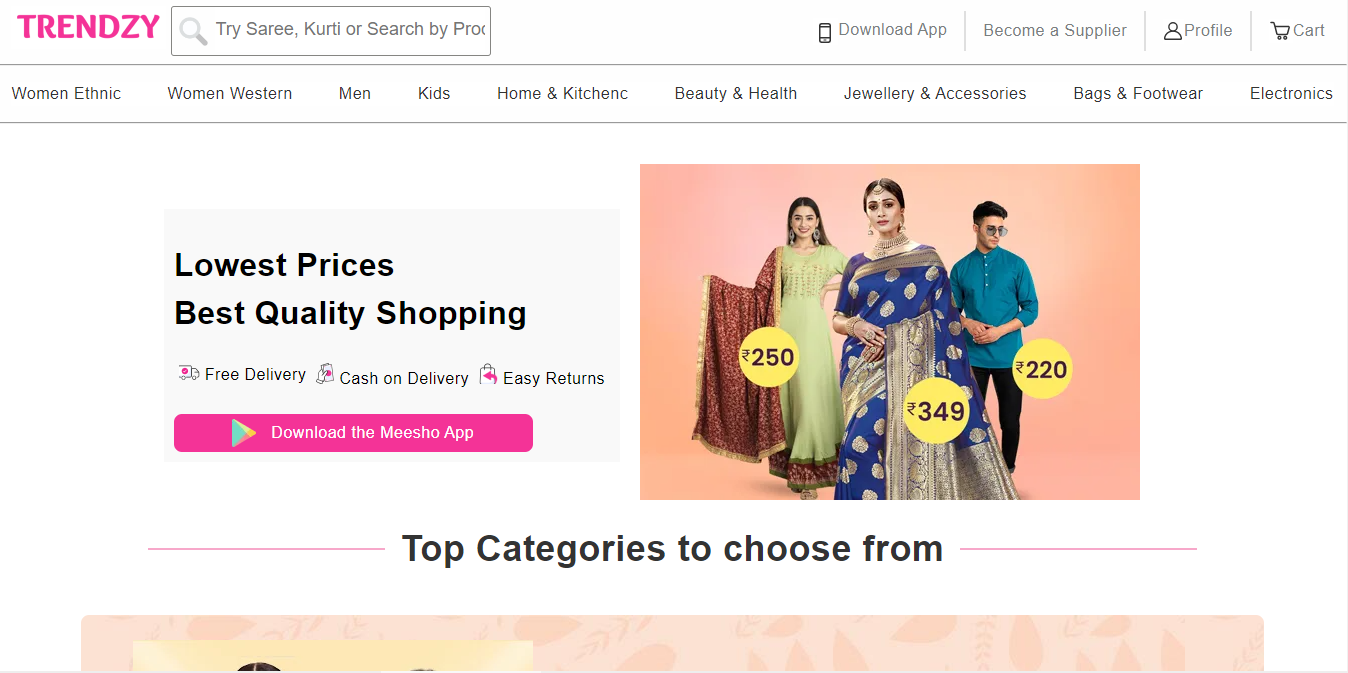 TRENDZY
Try Saree, Kurti or Search by Proc
Download App
Become a Supplier
Profile
Cart
Women Ethnic
Women Western
Men
Kids
Home & Kitchenc
Beauty & Health
Jewellery & Accessories
Bags & Footwear
Electronics
Lowest Prices
Best Quality Shopping
Free Delivery
Cash on Delivery
Easy Returns
Download the Meesho App
₹250
₹349
₹220
Top Categories to choose from